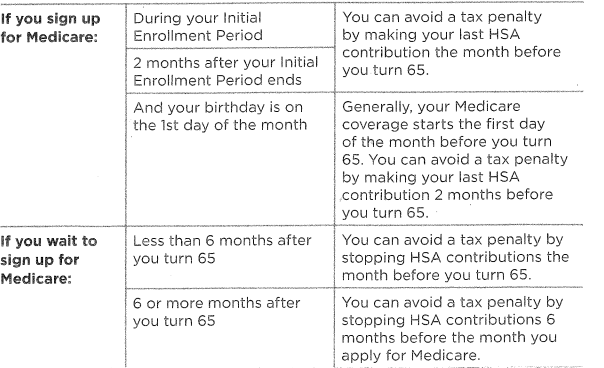 If you sign up
for Medicare:
During your Initial
Enrollment Period
You can avoid a tax penalty
by making your last HSA
contribution the month before
you turn 65.
2 months after your Initial
Enrollment Period ends
And your birthday is on
the 1st day of the month
Generally, your Medicare
coverage starts the first day
of the month before you turn
65. You can avoid a tax penalty
by making your last HSA
contribution 2 months before
you turn 65.
If you wait to
sign up for
Medicare:
Less than 6 months after
you turn 65
You can avoid a tax penalty by
stopping HSA contributions the
month before you turn 65.
6 or more months after
you turn 65
You can avoid a tax penalty by
stopping HSA contributions 6
months before the month you
apply for Medicare.